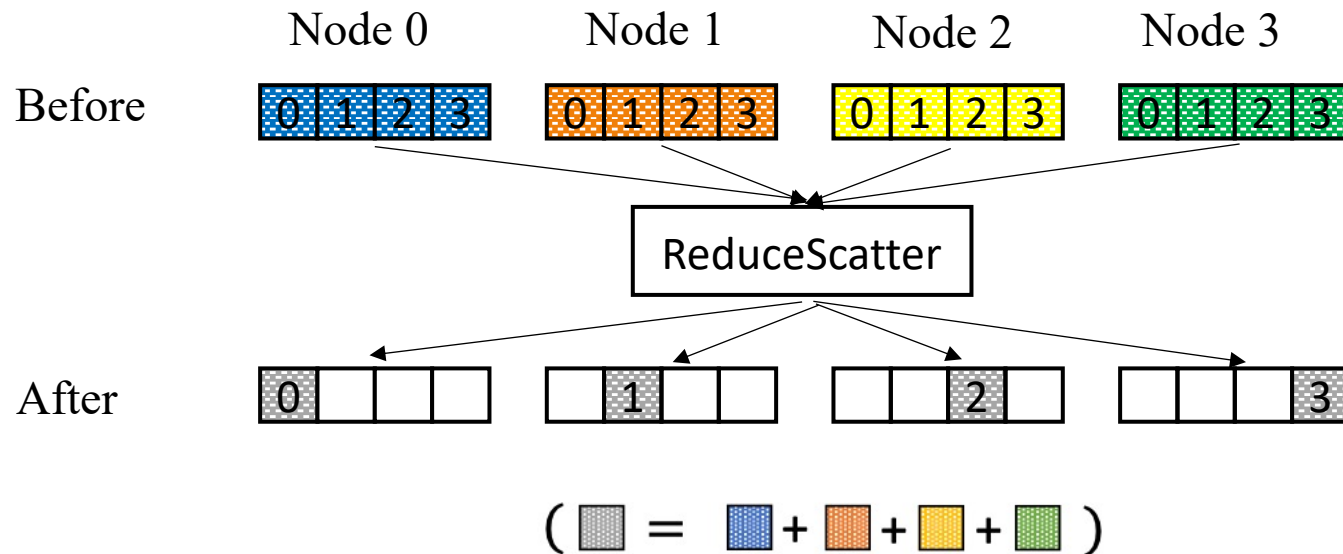 Node 0 Node 1 Node 2 Node 3
Before 0 1 2 3 0 1 2 3 0 1 2 3 0 1 2 3
ReduceScatter
After 0 1 2 3
( = + + + )